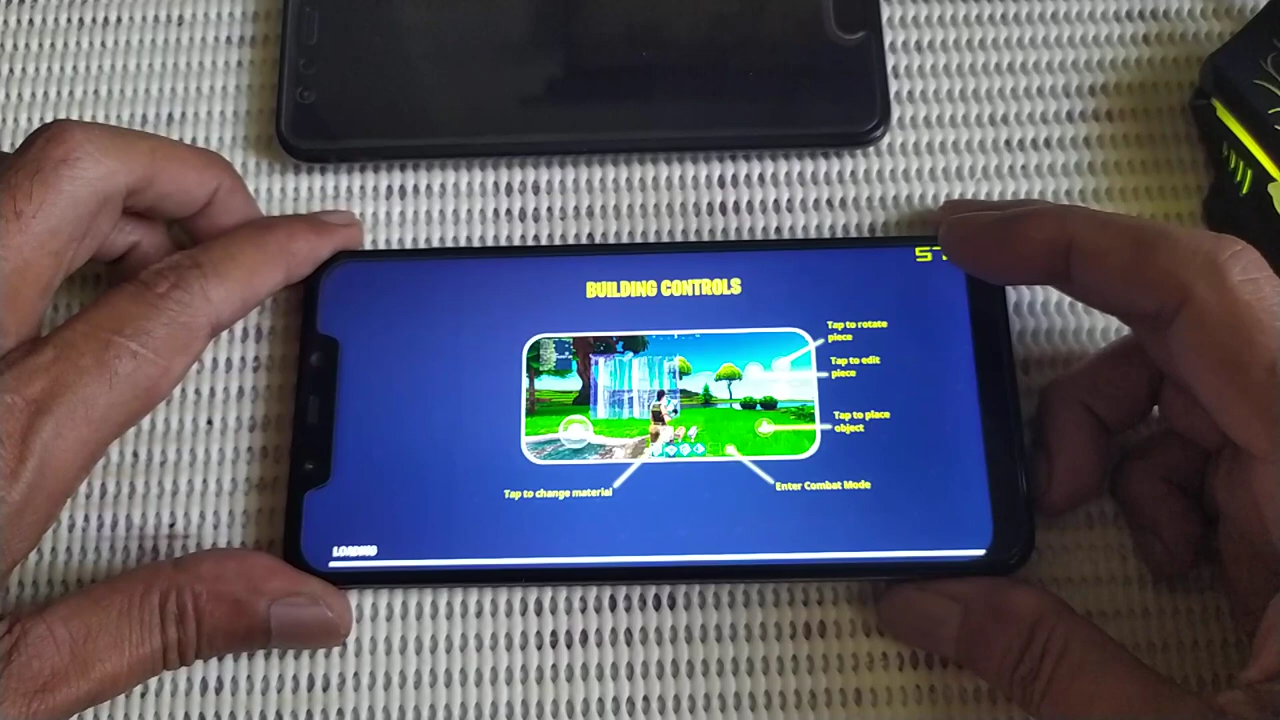 57
BUILDING CONTROLS
Tap to rotate
piece
Tap to edit
piece
Tap to place
object
Tap to change material
Enter Combat Mode
LOADING